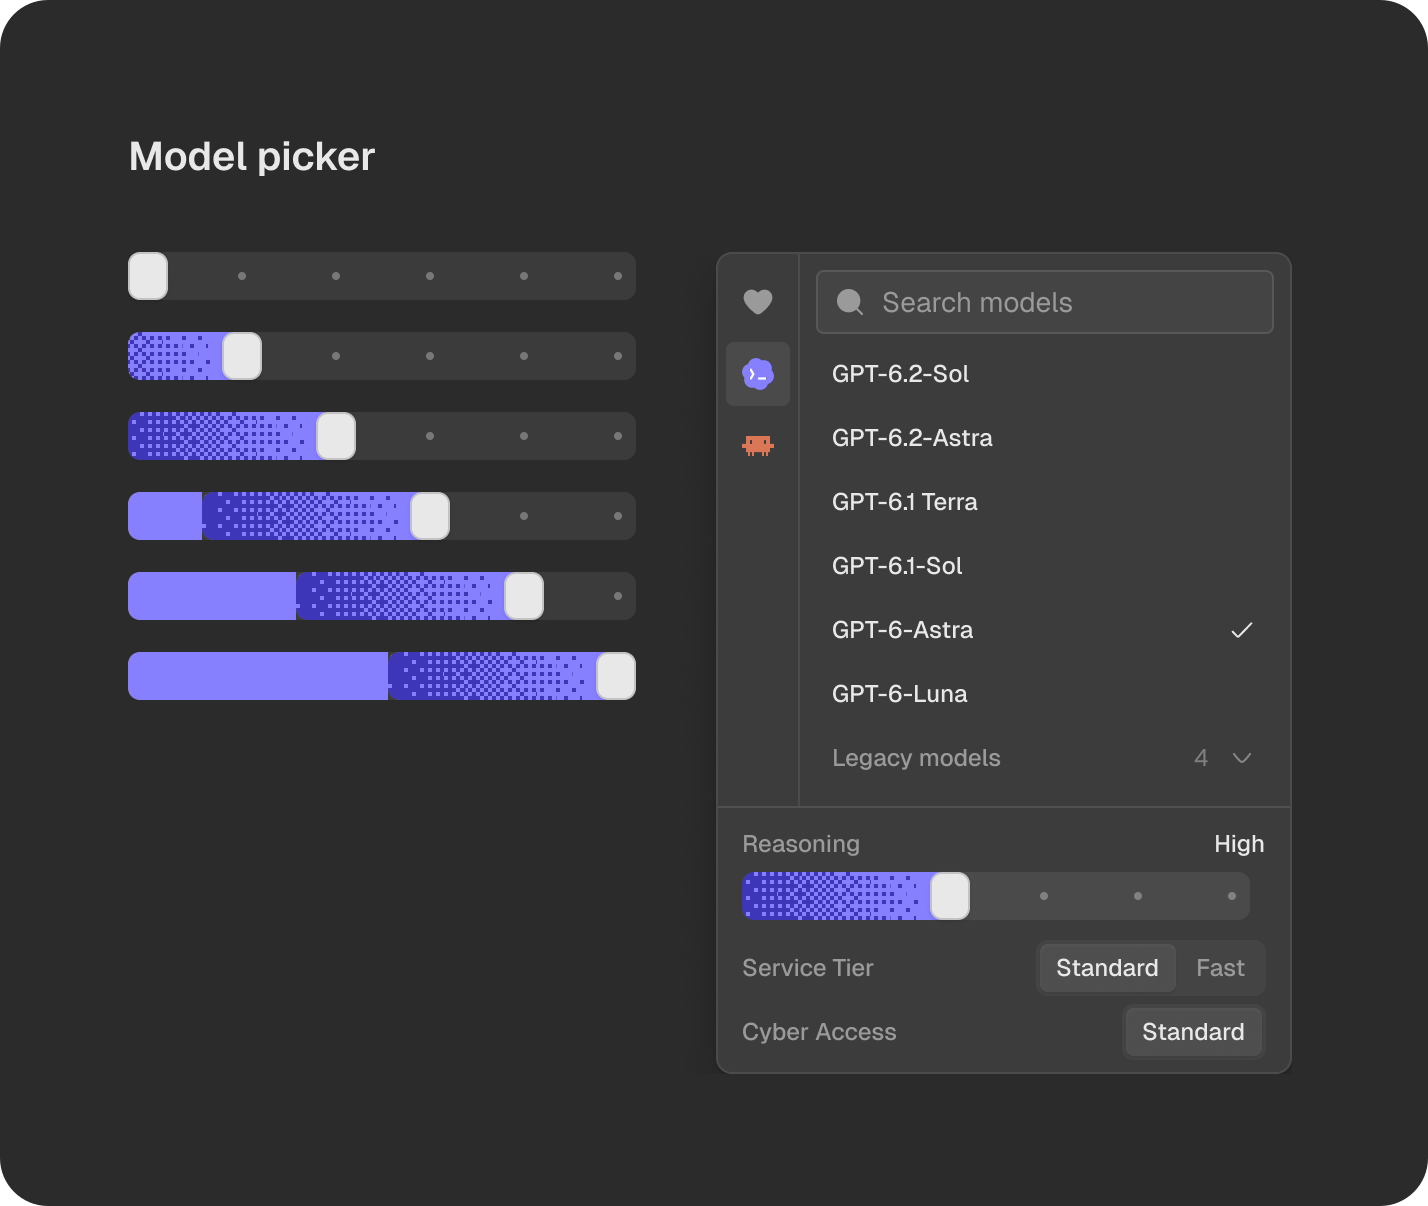 Model picker
Search models
GPT-6.2-Sol
GPT-6.2-Astra
GPT-6.1 Terra
GPT-6.1-Sol
GPT-6-Astra
GPT-6-Luna
Legacy models 4
Reasoning High
Service Tier Standard Fast
Cyber Access Standard